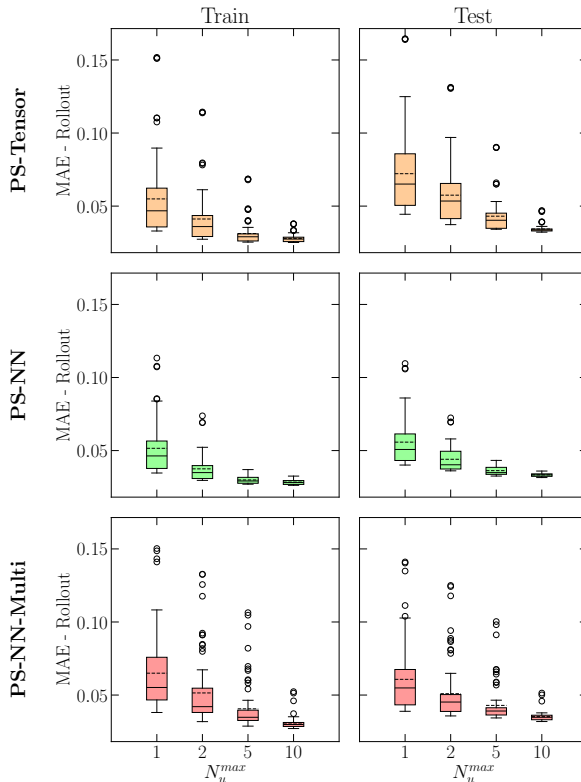 Train
Test
PS-Tensor
MAE - Rollout
0.15
0.10
0.05
PS-NN
MAE - Rollout
0.15
0.10
0.05
PS-NN-Multi
MAE - Rollout
0.15
0.10
0.05
1 2 5 10
1 2 5 10
N_u^{max}
N_u^{max}